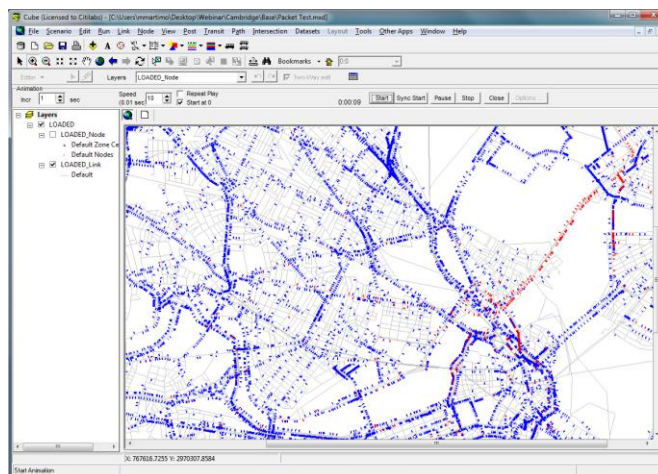 Cube (Licensed to Citilabs) - [C:\Users\mmartimo\Desktop\Webinar\Cambridge\Base\Packet Test.mxd]
File Scenario Edit Run Link Node View Post Transit Path Intersection Datasets Layout Tools Other Apps Window Help
Bookmarks 0:0
Editor Layers LOADED_Node Two-Way edit
Animation
Incr 1 sec Speed (0.01 sec) 10 Repeat Play Start at 0 0:00:09 Start Sync Start Pause Stop Close Options...
Layers
LOADED
LOADED_Node
Default Zone Ce
Default Nodes
LOADED_Link
Default
X: 767616.7255 Y: 2970307.8584
Start Animation